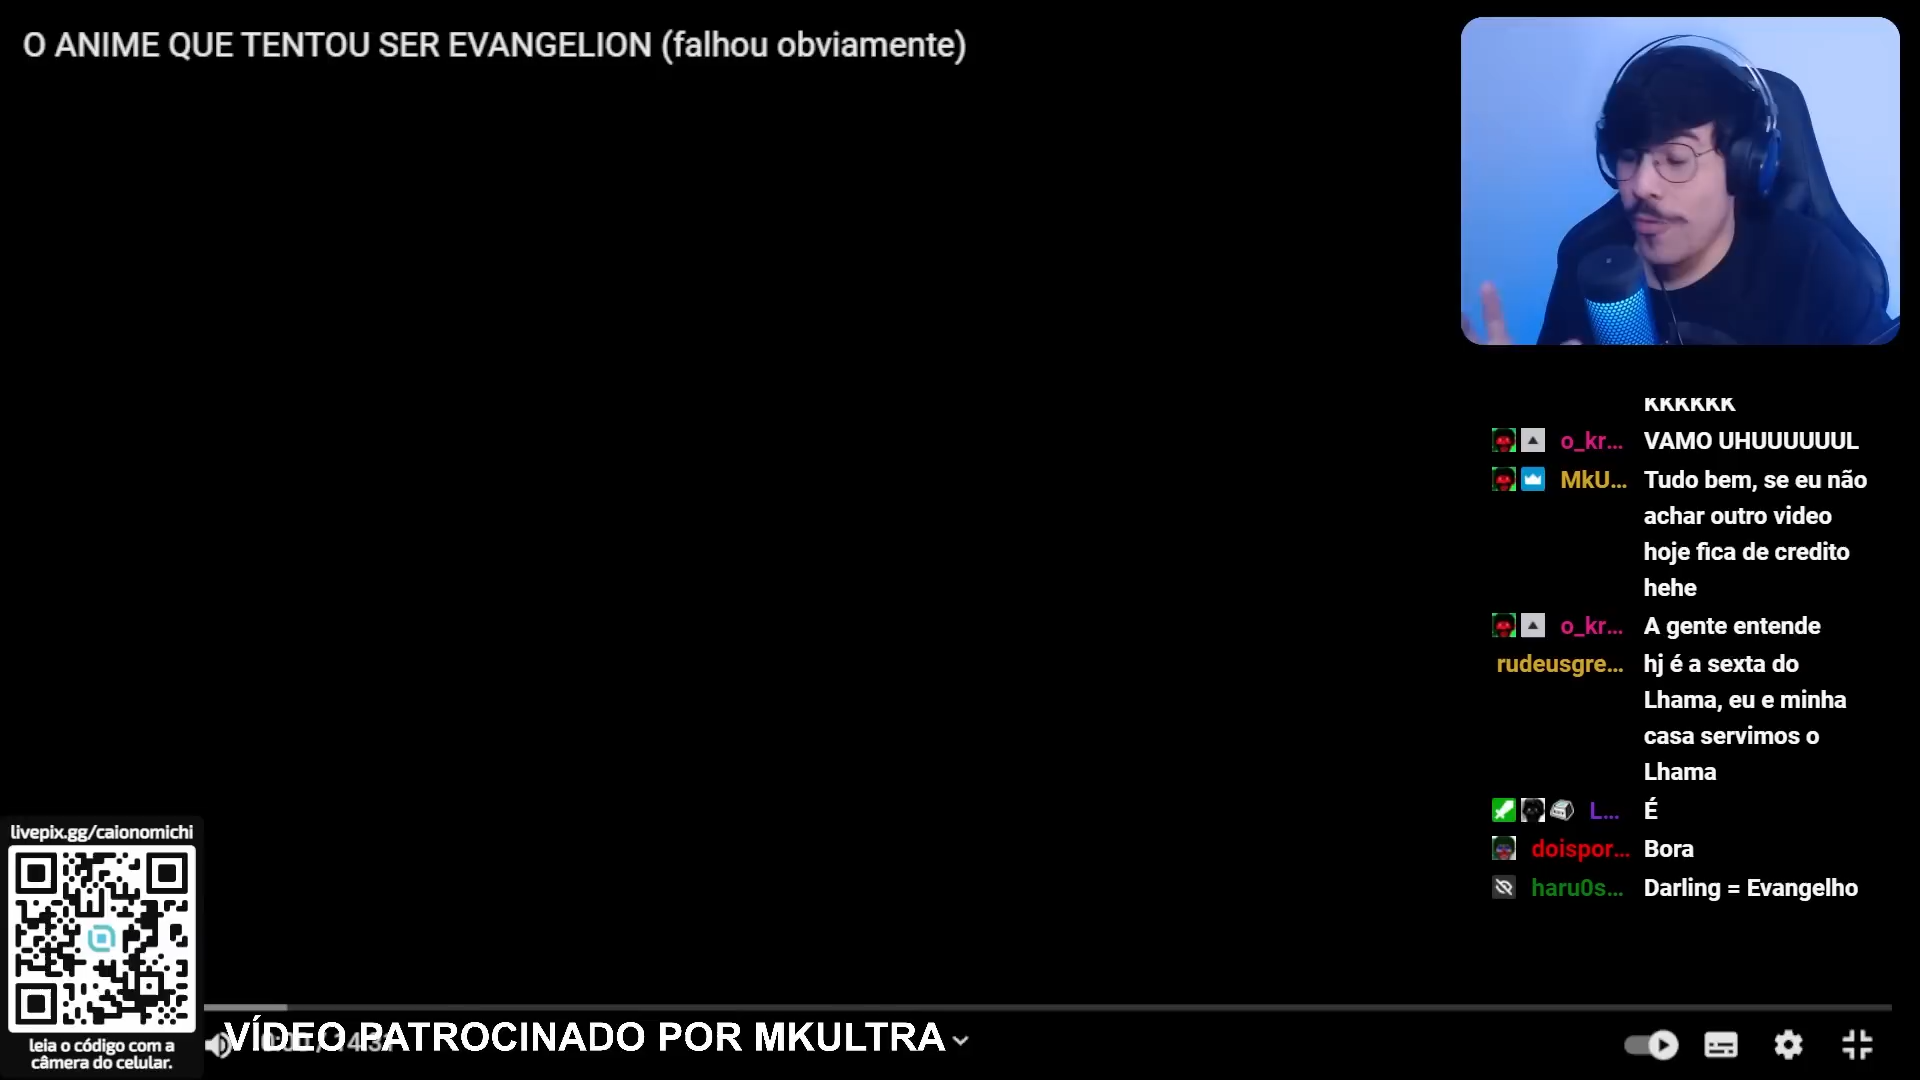 O ANIME QUE TENTOU SER EVANGELION (falhou obviamente)
KKKKKK
o_kr... VAMO UHUUUUUUL
MkU... Tudo bem, se eu não
achar outro video
hoje fica de credito
hehe
o_kr... A gente entende
rudeusgre... hj é a sexta do
Lhama, eu e minha
casa servimos o
Lhama
L... É
doispor... Bora
haru0s... Darling = Evangelho
livepix.gg/caionomichi
leia o código com a
câmera do celular.
VÍDEO PATROCINADO POR MKULTRA